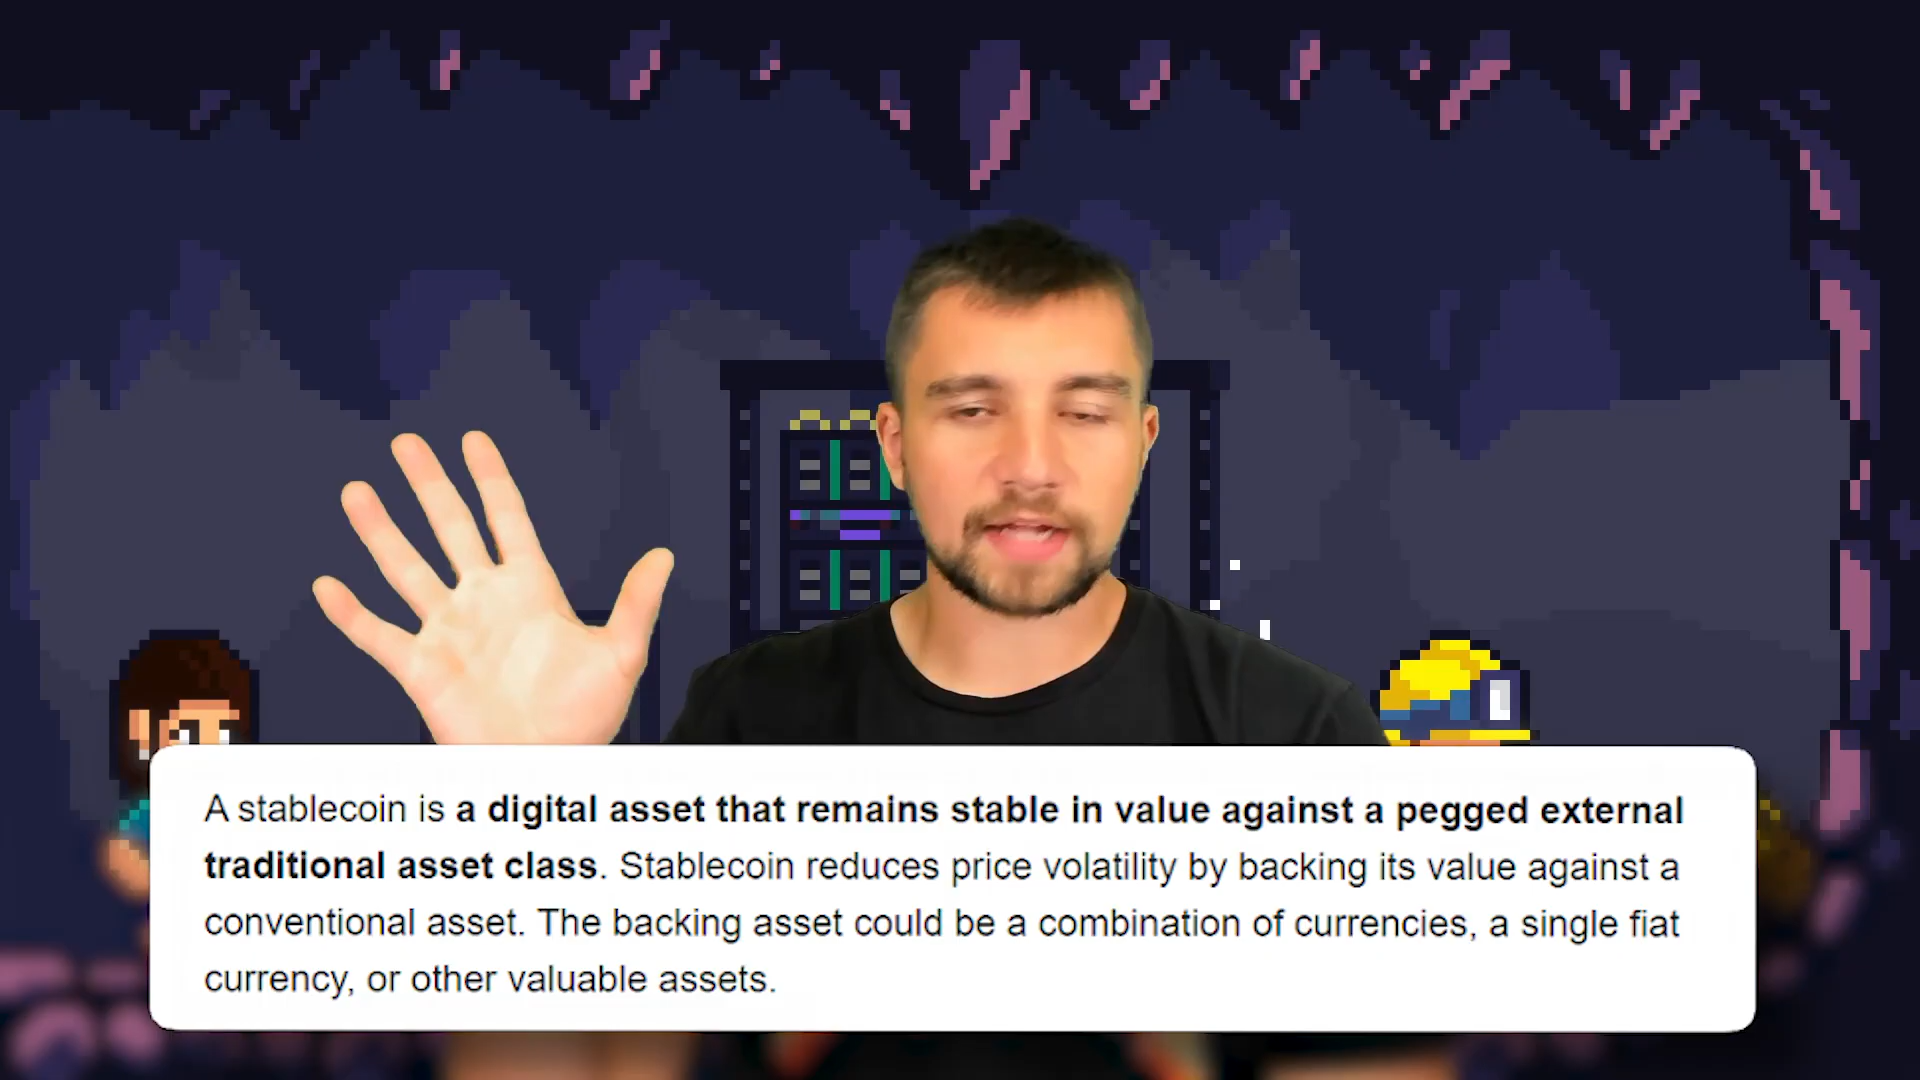 A stablecoin is a digital asset that remains stable in value against a pegged external
traditional asset class. Stablecoin reduces price volatility by backing its value against a
conventional asset. The backing asset could be a combination of currencies, a single fiat
currency, or other valuable assets.